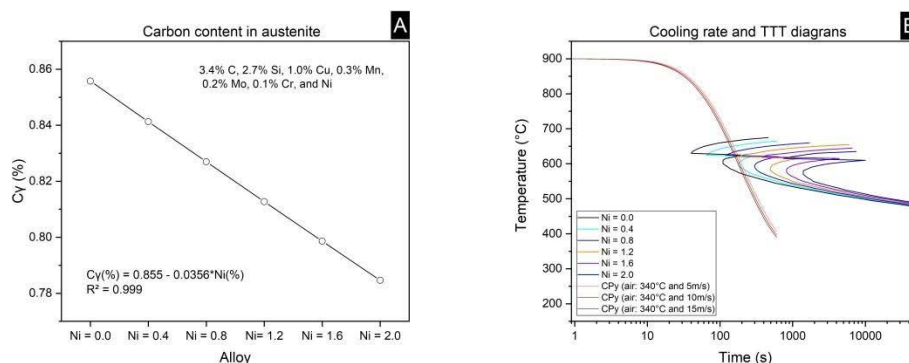 Carbon content in austenite
A
3.4% C, 2.7% Si, 1.0% Cu, 0.3% Mn,
0.2% Mo, 0.1% Cr, and Ni
0.86
0.84
0.82
0.80
0.78
Cγ (%)
Cγ(%) = 0.855 - 0.0356*Ni(%)
R² = 0.999
Ni = 0.0 Ni = 0.4 Ni = 0.8 Ni = 1.2 Ni = 1.6 Ni = 2.0
Alloy
Cooling rate and TTT diagrans
900
800
700
600
500
400
300
200
100
Temperature (°C)
Ni = 0.0
Ni = 0.4
Ni = 0.8
Ni = 1.2
Ni = 1.6
Ni = 2.0
CPy (air: 340°C and 5m/s)
CPy (air: 340°C and 10m/s)
CPy (air: 340°C and 15m/s)
1 10 100 1000 10000
Time (s)